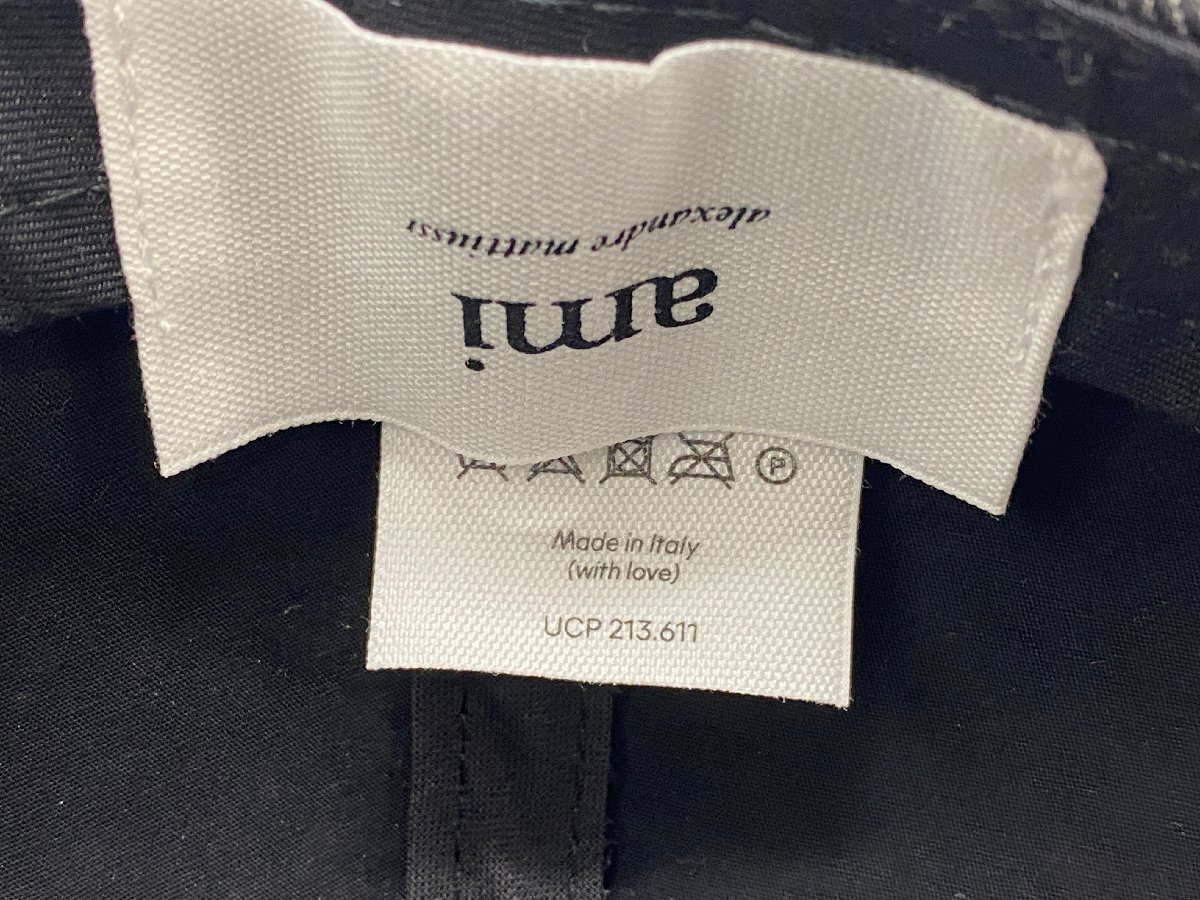 ami
alexandre mattiussi
P
Made in Italy
(with love)
UCP 213.611